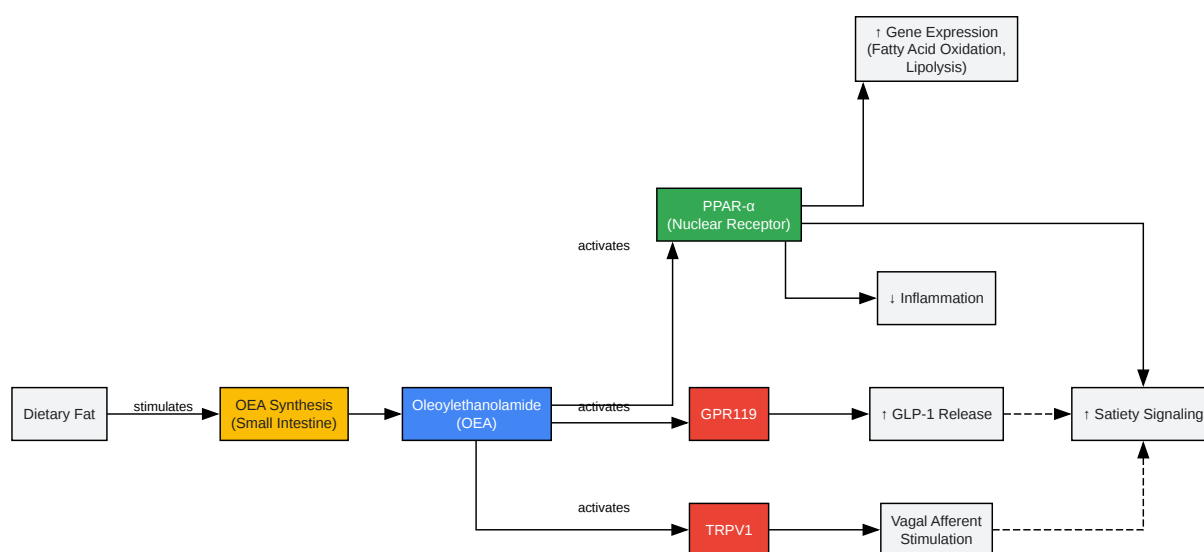 ↑ Gene Expression
(Fatty Acid Oxidation,
Lipolysis)
PPAR-α
(Nuclear Receptor)
activates
↓ Inflammation
Dietary Fat
stimulates
OEA Synthesis
(Small Intestine)
Oleoylethanolamide
(OEA)
activates
GPR119
↑ GLP-1 Release
↑ Satiety Signaling
activates
TRPV1
Vagal Afferent
Stimulation